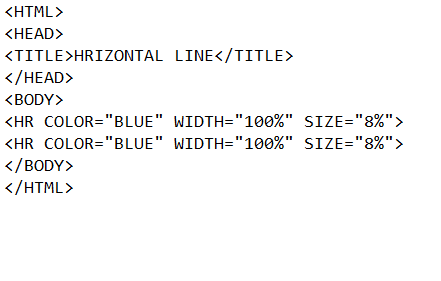 <HTML>
<HEAD>
<TITLE>HRIZONTAL LINE</TITLE>
</HEAD>
<BODY>
<HR COLOR="BLUE" WIDTH="100%" SIZE="8%">
<HR COLOR="BLUE" WIDTH="100%" SIZE="8%">
</BODY>
</HTML>